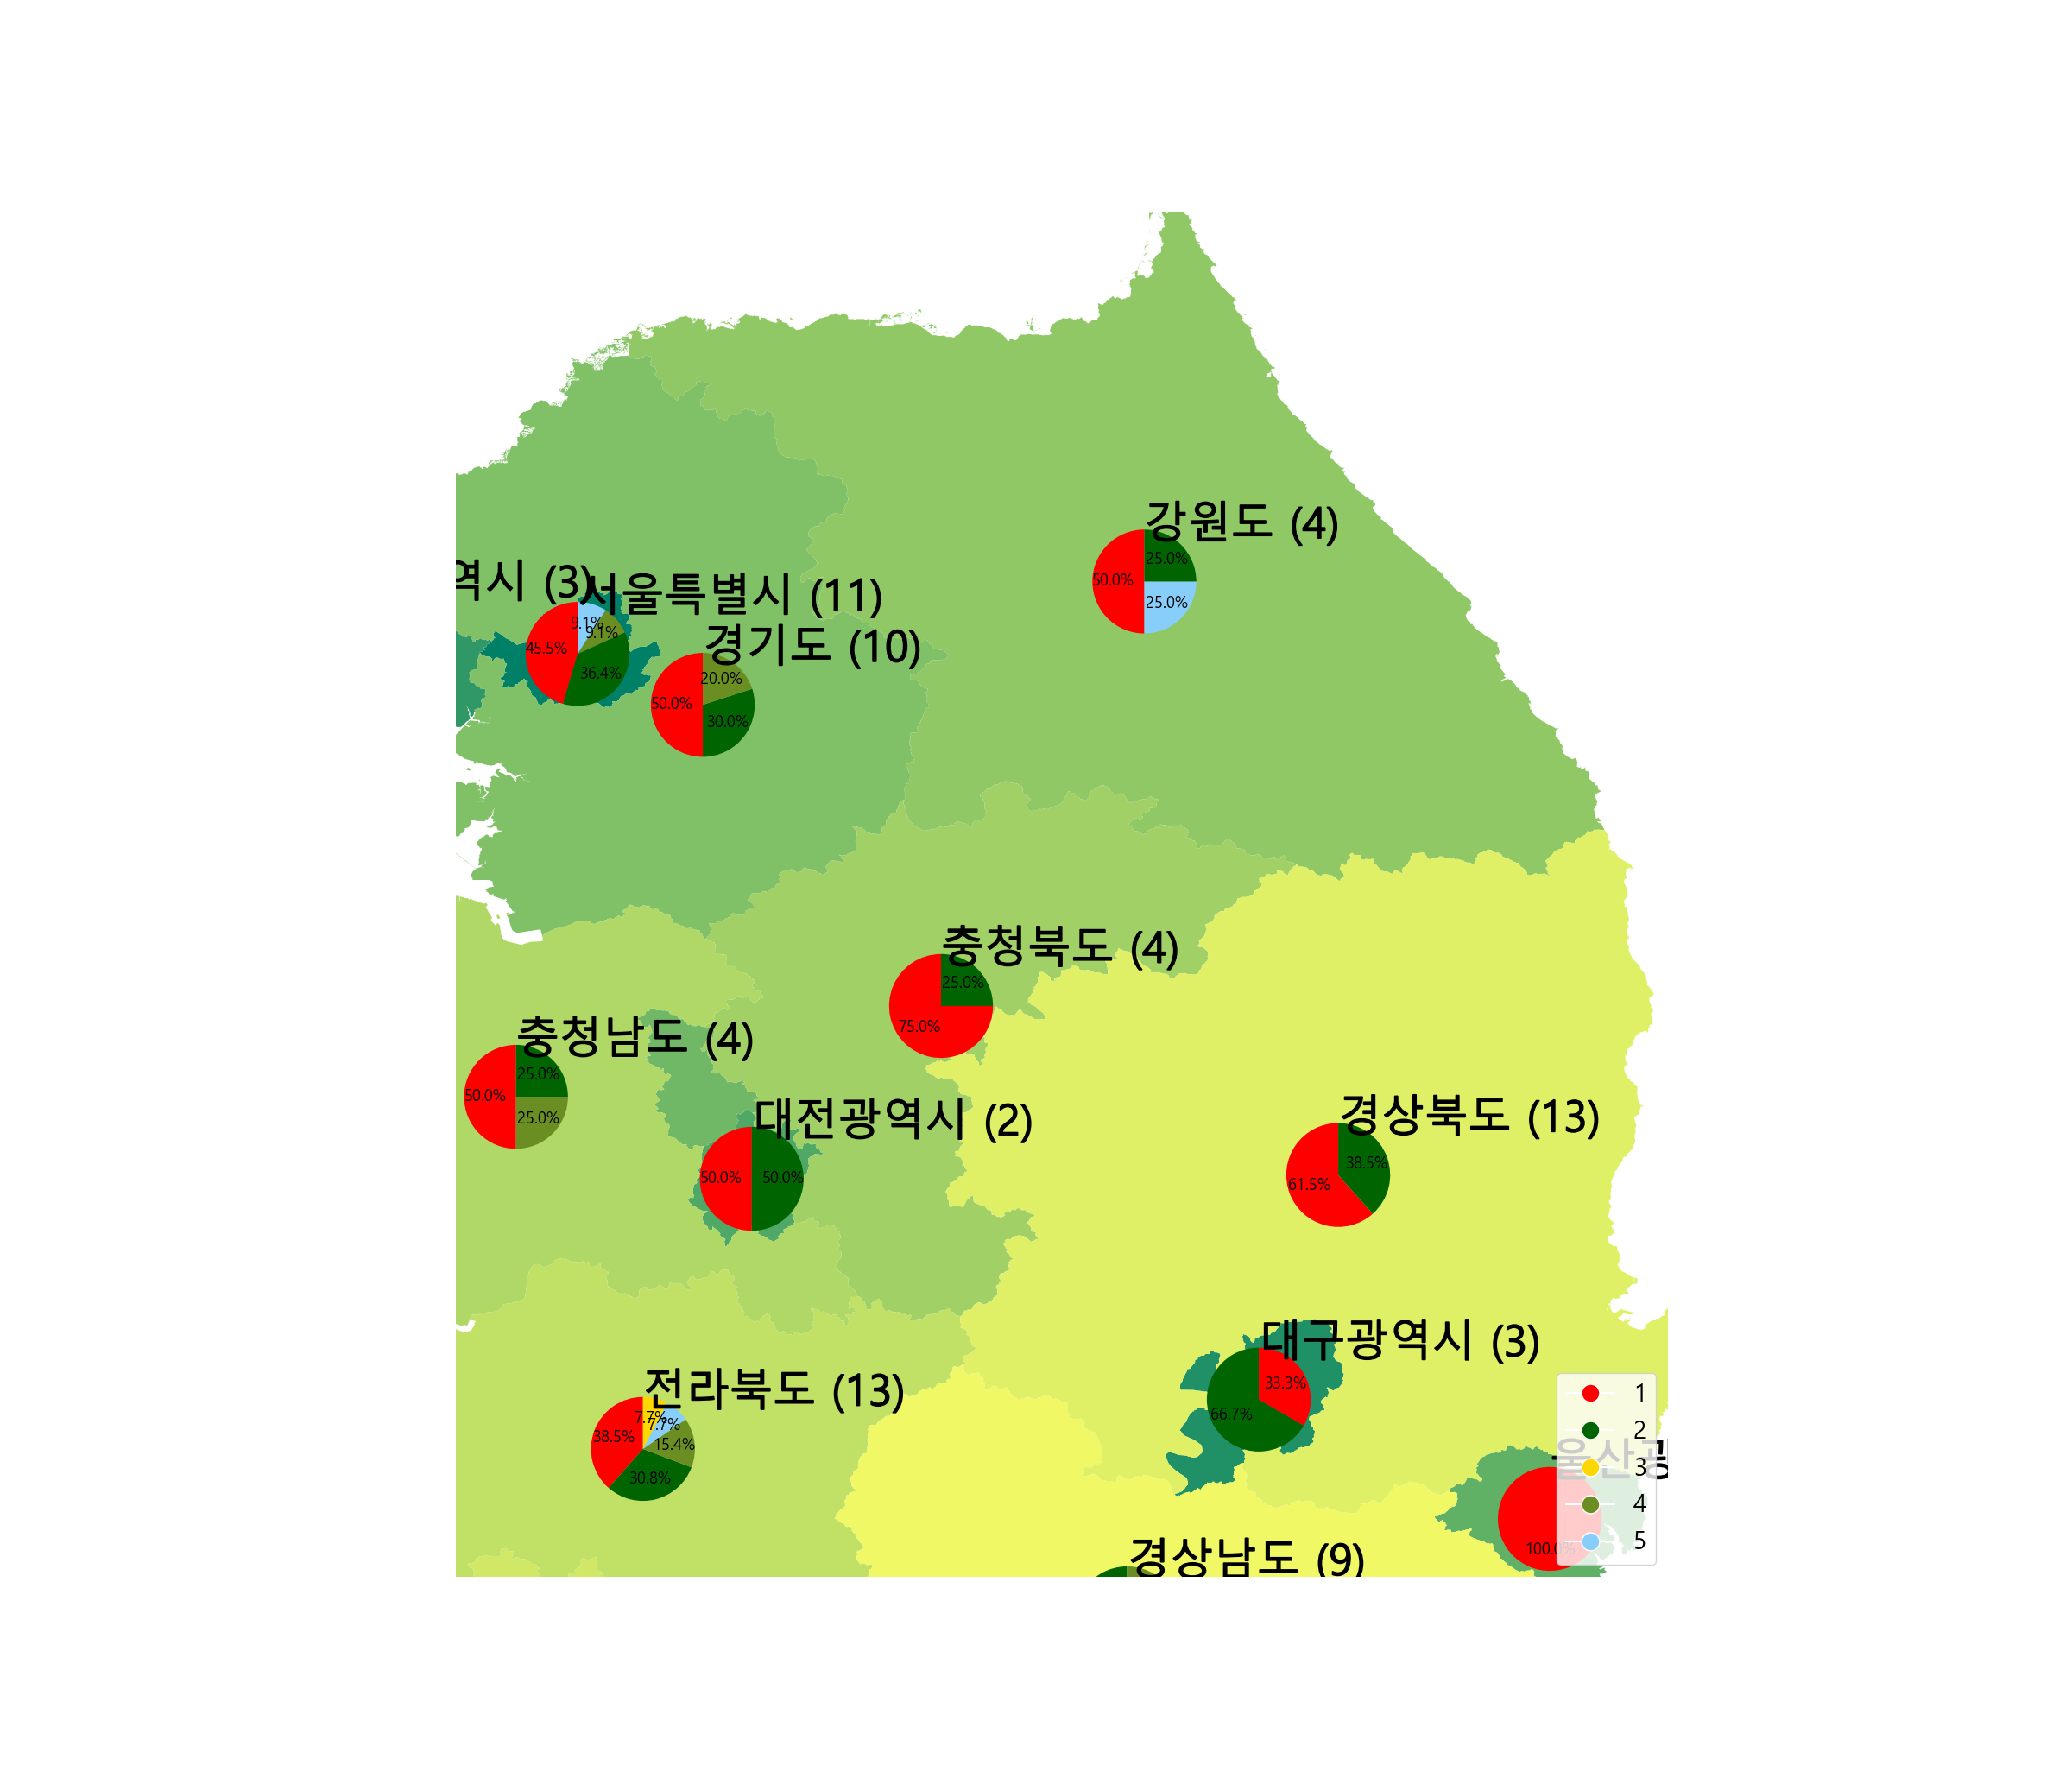 강원도 (4)
25.0%
50.0%
25.0%
역시 (3)
서울특별시 (11)
9.1%
9.1%
45.5%
36.4%
경기도 (10)
20.0%
50.0%
30.0%
충청북도 (4)
25.0%
75.0%
충청남도 (4)
25.0%
50.0%
25.0%
대전광역시 (2)
50.0%
50.0%
경상북도 (13)
38.5%
61.5%
대구광역시 (3)
33.3%
66.7%
전라북도 (13)
7.7%
7.7%
38.5%
15.4%
30.8%
울산광
100.0%
1
2
3
4
5
경상남도 (9)